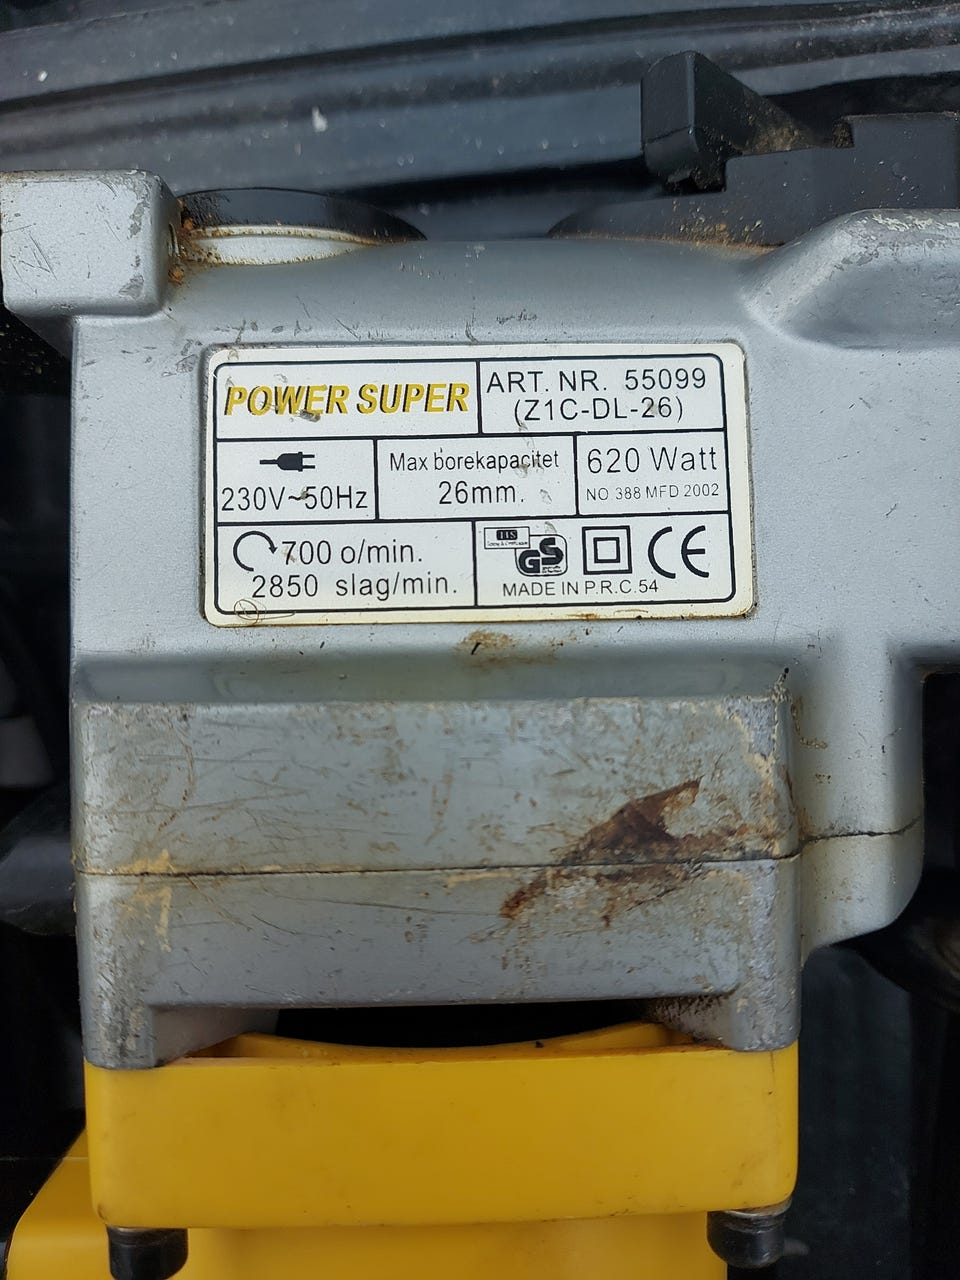 POWER SUPER
ART. NR. 55099
(Z1C-DL-26)
230V~50Hz
Max borekapacitet
26mm.
620 Watt
NO 388 MFD 2002
700 o/min.
2850 slag/min.
GS
CE
MADE IN P.R.C.54